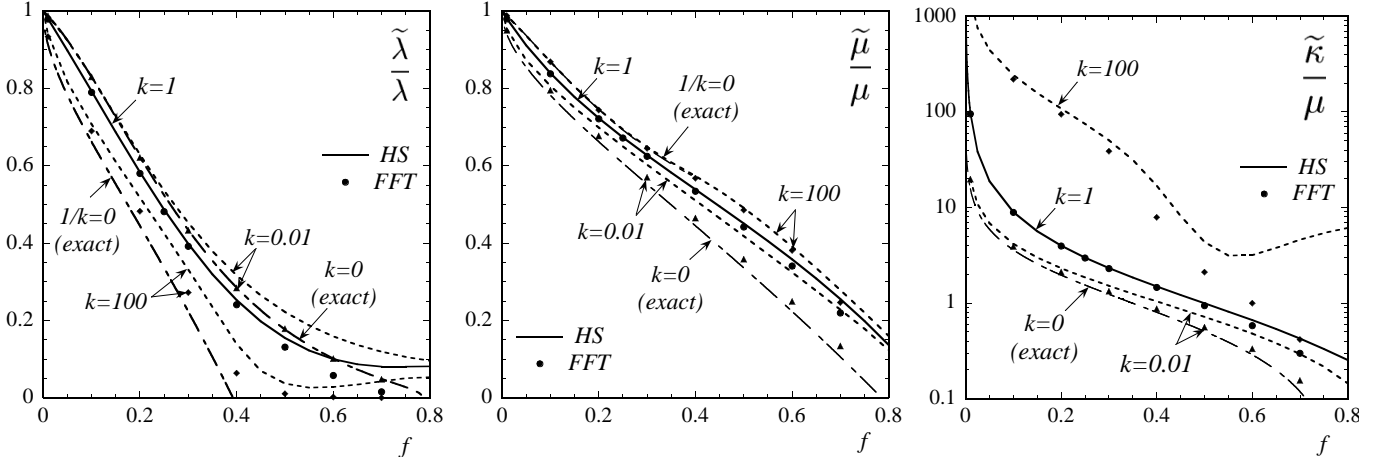 1
0.8
0.6
0.4
0.2
0
0
0.2
0.4
0.6
0.8
f
λ̃
λ
k=1
HS
FFT
1/k=0
(exact)
k=0.01
k=0
(exact)
k=100
1
0.8
0.6
0.4
0.2
0
0
0.2
0.4
0.6
0.8
f
μ̃
μ
k=1
1/k=0
(exact)
k=100
k=0.01
k=0
(exact)
HS
FFT
1000
100
10
1
0.1
0
0.2
0.4
0.6
0.8
f
κ̃
μ
k=100
HS
FFT
k=1
k=0
(exact)
k=0.01